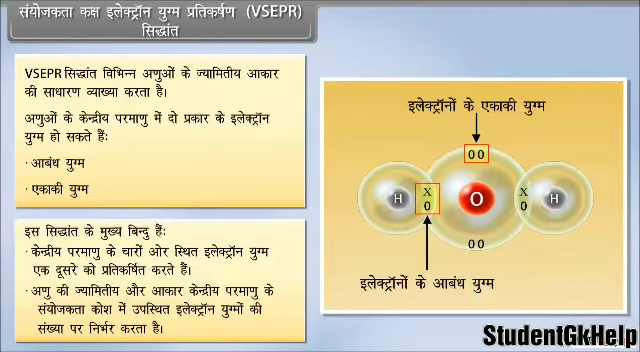 संयोजकता कक्ष इलेक्ट्रॉन युग्म प्रतिकर्षण (VSEPR)
सिद्धांत
VSEPR सिद्धांत विभिन्न अणुओं के ज्यामितीय आकार
की साधारण व्याख्या करता है।
अणुओं के केन्द्रीय परमाणु में दो प्रकार के इलेक्ट्रॉन
युग्म हो सकते हैं:
· आबंध युग्म
· एकाकी युग्म
इस सिद्धांत के मुख्य बिन्दु हैं:
· केन्द्रीय परमाणु के चारों ओर स्थित इलेक्ट्रॉन युग्म
एक दूसरे को प्रतिकर्षित करते हैं।
· अणु की ज्यामितीय और आकार केन्द्रीय परमाणु के
संयोजकता कोश में उपस्थित इलेक्ट्रॉन युग्मों की
संख्या पर निर्भर करता है।
इलेक्ट्रॉनों के एकाकी युग्म
00
H X 0 O X 0 H
00
इलेक्ट्रॉनों के आबंध युग्म
StudentGkHelp